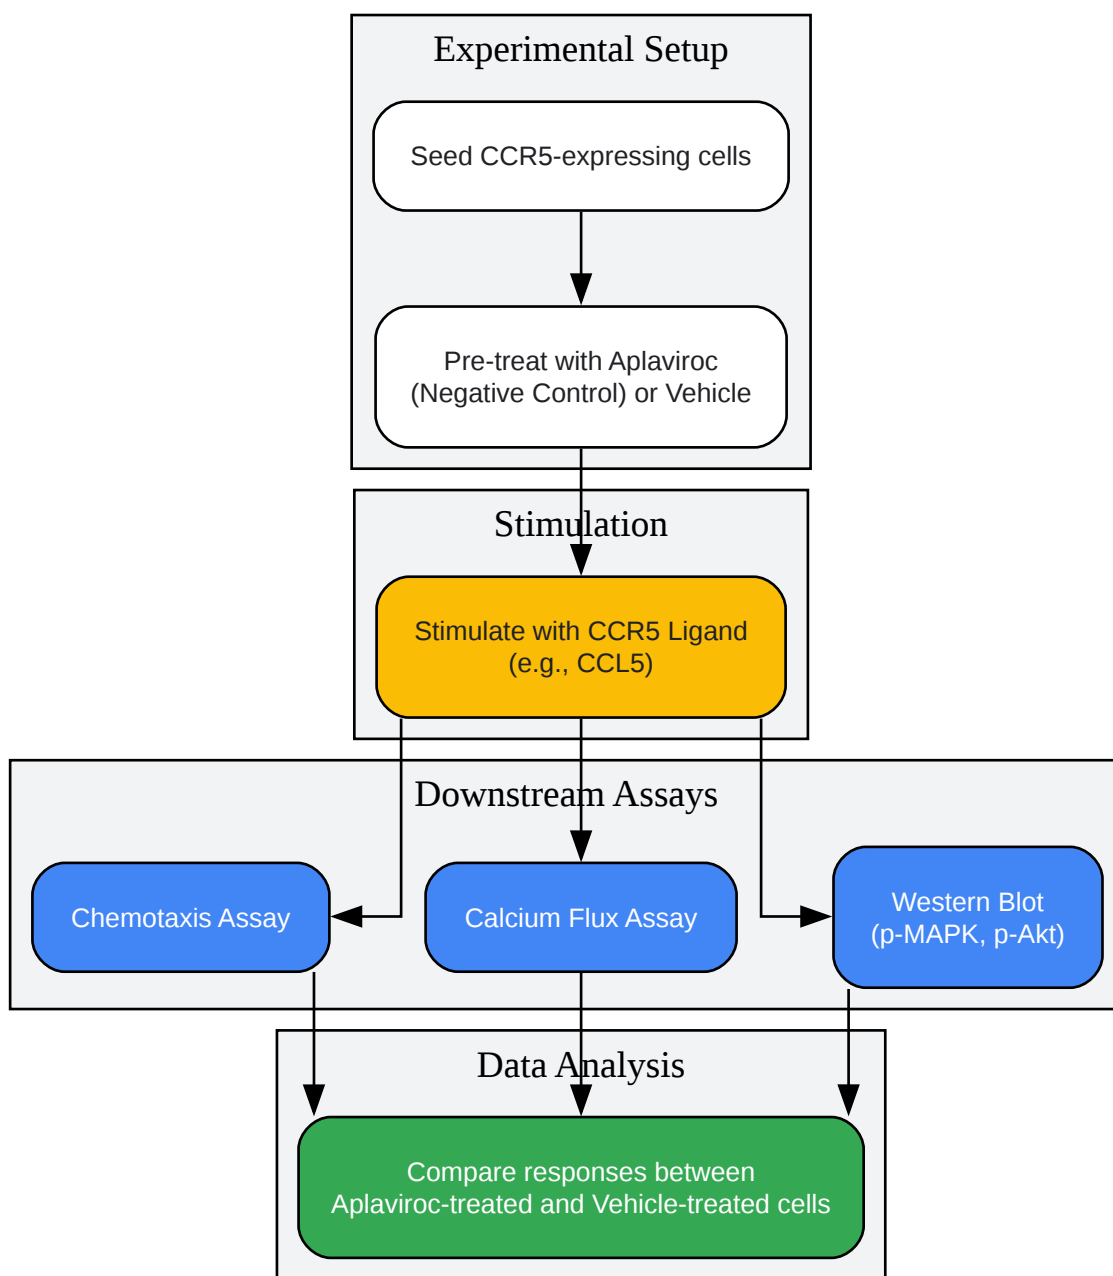 Experimental Setup
Seed CCR5-expressing cells
Pre-treat with Aplaviroc
(Negative Control) or Vehicle
Stimulation
Stimulate with CCR5 Ligand
(e.g., CCL5)
Downstream Assays
Chemotaxis Assay
Calcium Flux Assay
Western Blot
(p-MAPK, p-Akt)
Data Analysis
Compare responses between
Aplaviroc-treated and Vehicle-treated cells